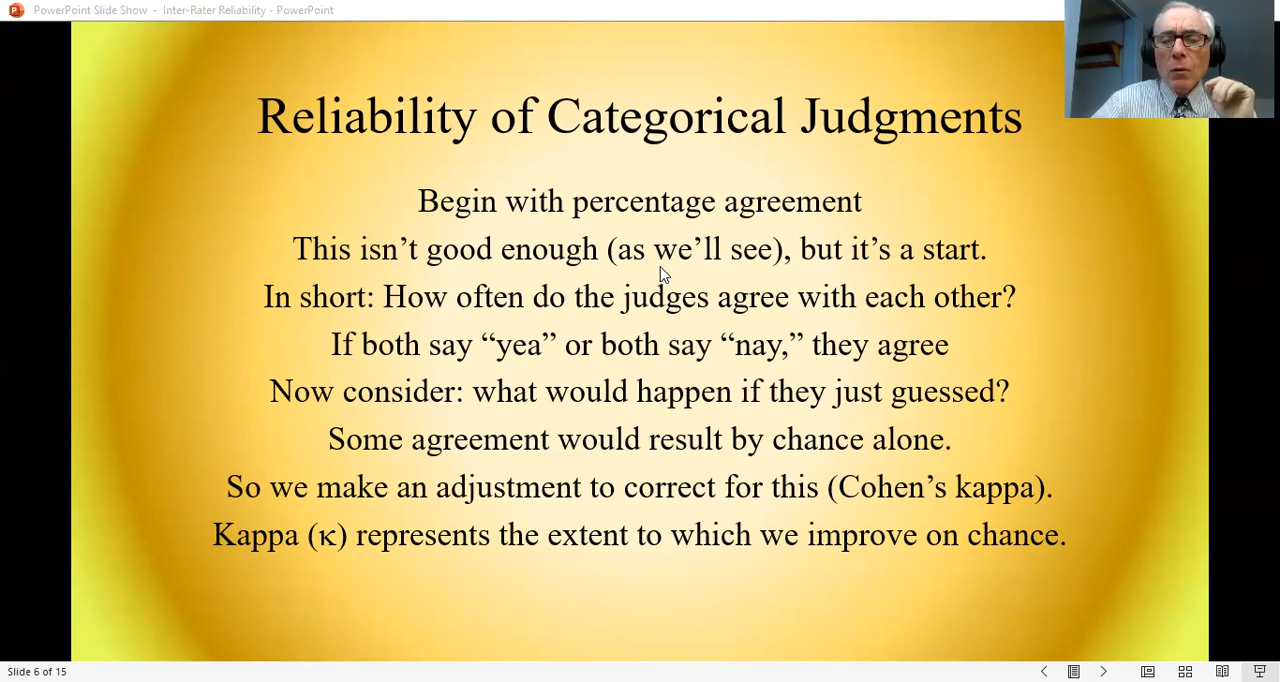 PowerPoint Slide Show - Inter-Rater Reliability - PowerPoint
Reliability of Categorical Judgments
Begin with percentage agreement
This isn’t good enough (as we’ll see), but it’s a start.
In short: How often do the judges agree with each other?
If both say “yea” or both say “nay,” they agree
Now consider: what would happen if they just guessed?
Some agreement would result by chance alone.
So we make an adjustment to correct for this (Cohen’s kappa).
Kappa (κ) represents the extent to which we improve on chance.
Slide 6 of 15